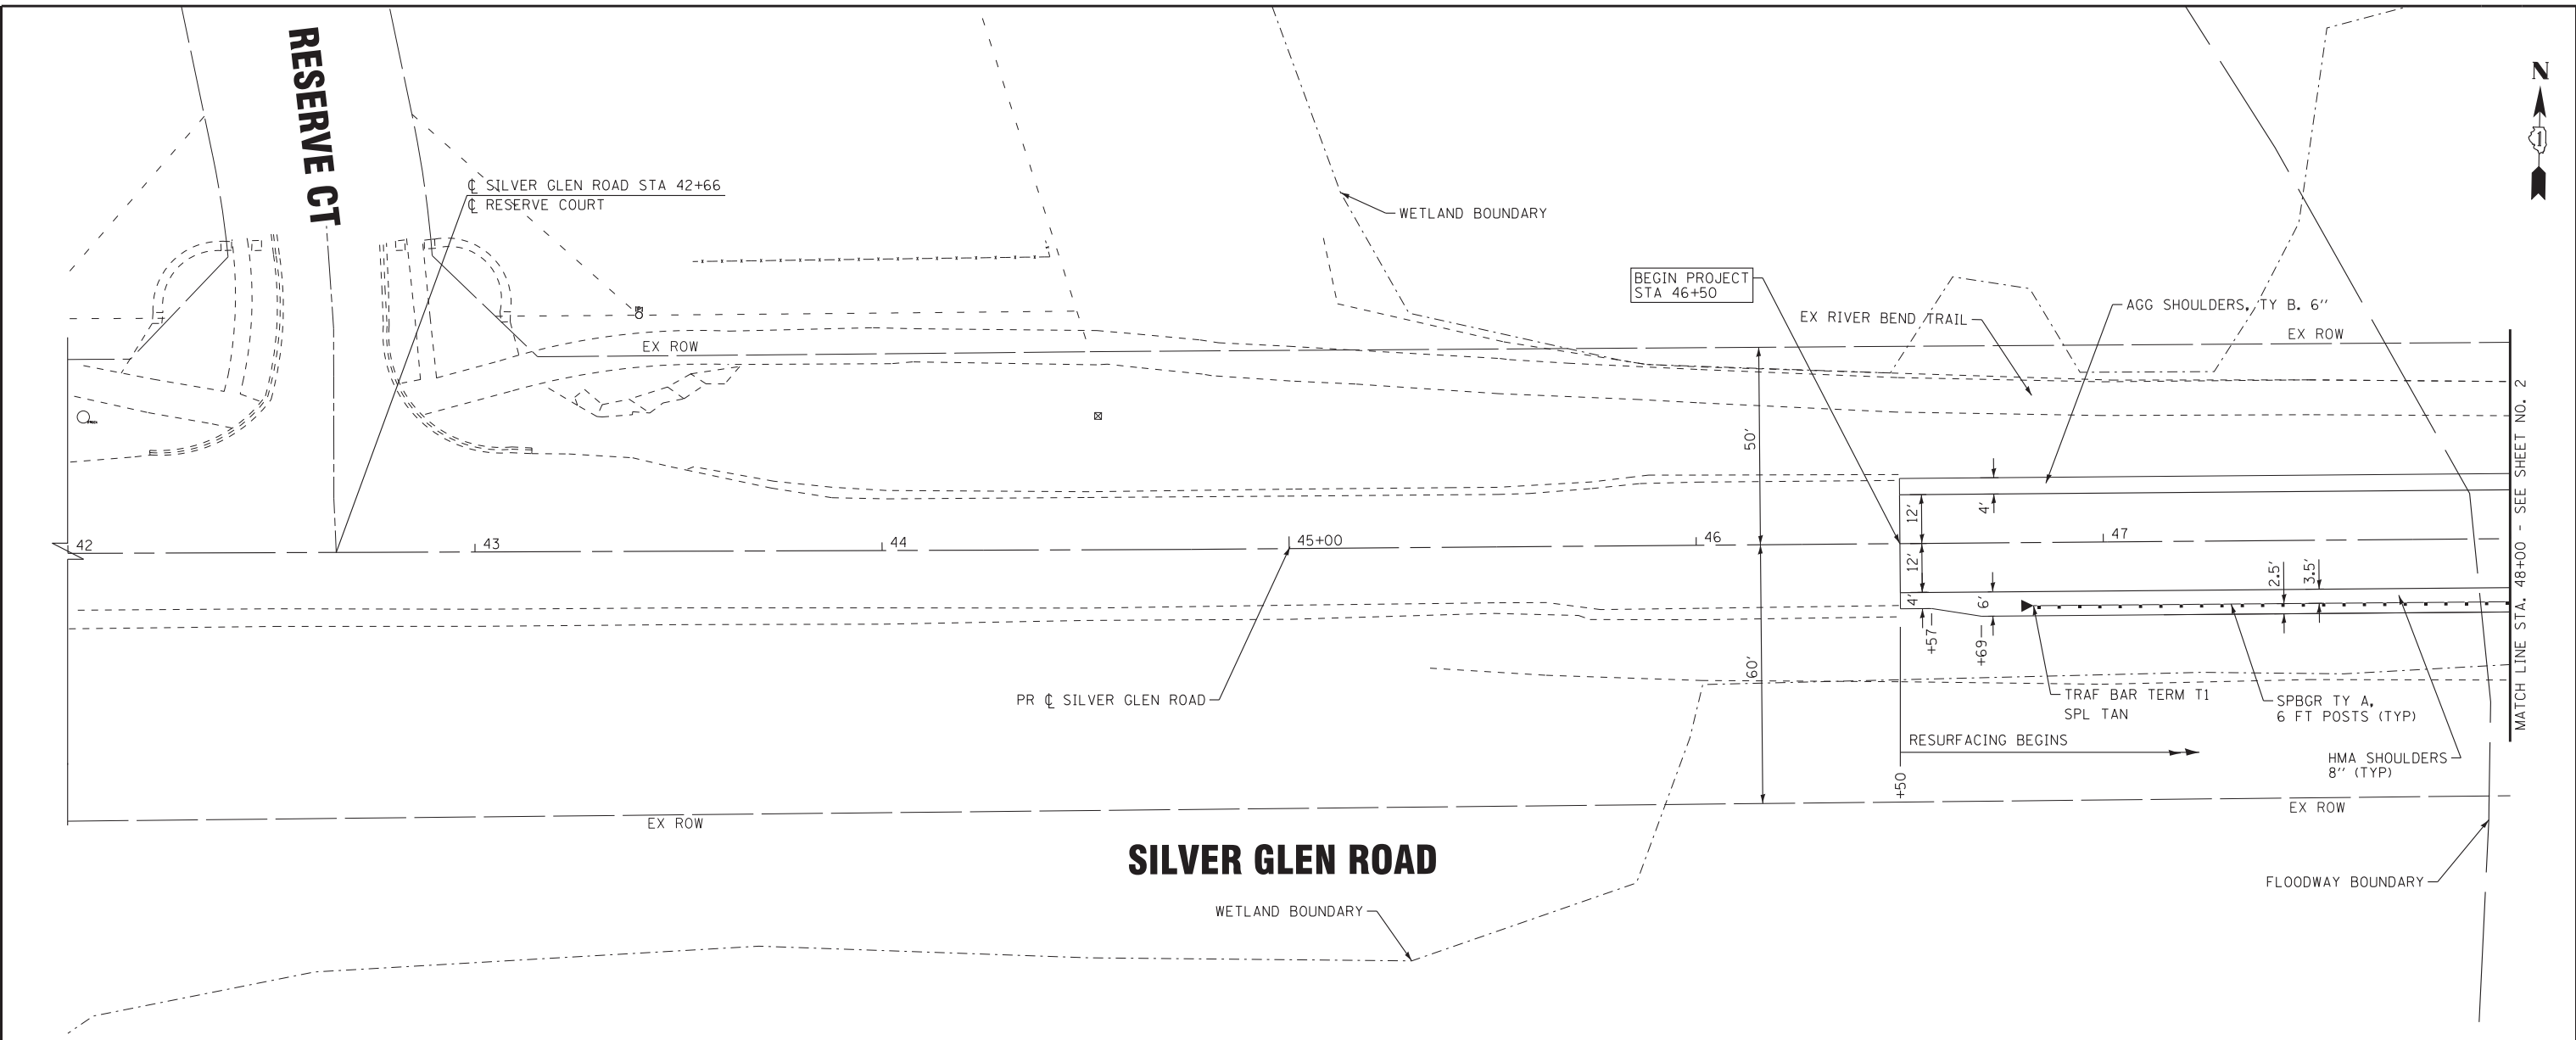 RESERVE CT
N
1
℄ SILVER GLEN ROAD STA 42+66
℄ RESERVE COURT
WETLAND BOUNDARY
BEGIN PROJECT
STA 46+50
EX RIVER BEND TRAIL
AGG SHOULDERS, TY B. 6''
EX ROW
EX ROW
50'
12'
4'
42
43
44
45+00
46
47
12'
4'
6'
2.5'
3.5'
+57
+69
60'
PR ℄ SILVER GLEN ROAD
TRAF BAR TERM T1
SPL TAN
SPBGR TY A,
6 FT POSTS (TYP)
RESURFACING BEGINS
HMA SHOULDERS
8'' (TYP)
+50
EX ROW
EX ROW
MATCH LINE STA. 48+00 - SEE SHEET NO. 2
SILVER GLEN ROAD
FLOODWAY BOUNDARY
WETLAND BOUNDARY